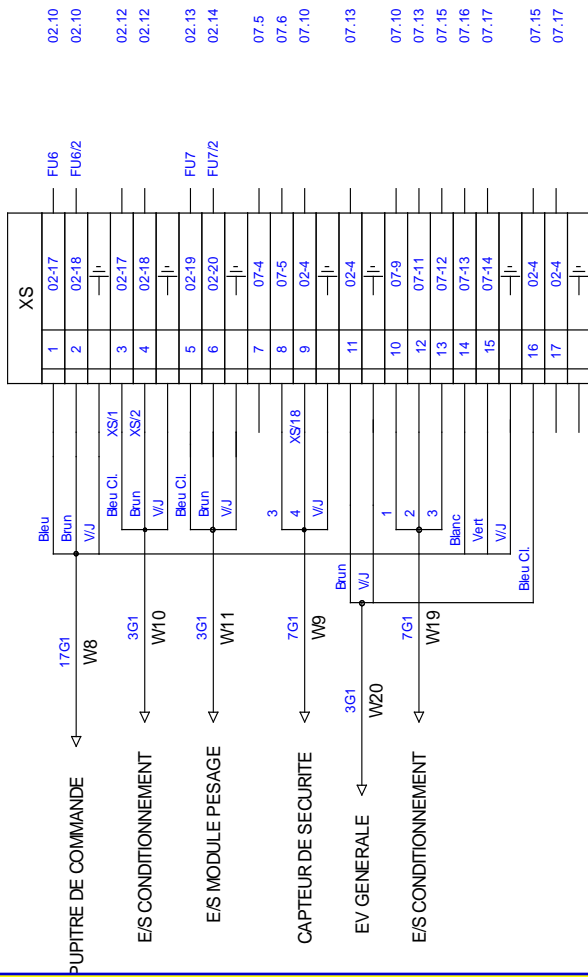 XS
1 02-17 FU6 02.10
2 02-18 FU6/2 02.10
3 02-17 02.12
4 02-18 02.12
5 02-19 FU7 02.13
6 02-20 FU7/2 02.14
7 07-4 07.5
8 07-5 07.6
9 02-4 07.10
11 02-4 07.13
10 07-9 07.10
12 07-11 07.13
13 07-12 07.15
14 07-13 07.16
15 07-14 07.17
16 02-4 07.15
17 02-4 07.17
Bleu
Brun
V/J
17G1
W8
PUPITRE DE COMMANDE
Bleu Cl. XS/1
Brun XS/2
V/J
3G1
W10
E/S CONDITIONNEMENT
Bleu Cl.
Brun
V/J
3G1
W11
E/S MODULE PESAGE
3
4 XS/18
V/J
7G1
W9
CAPTEUR DE SECURITE
Brun
V/J
3G1
W20
EV GENERALE
1
2
3
7G1
W19
E/S CONDITIONNEMENT
Blanc
Vert
V/J
Bleu Cl.